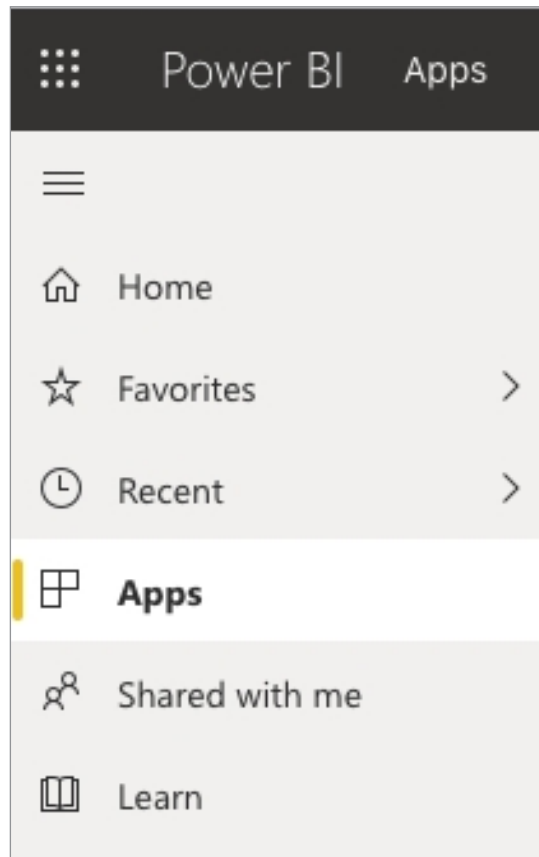 Power BI Apps
Home
Favorites
Recent
Apps
Shared with me
Learn